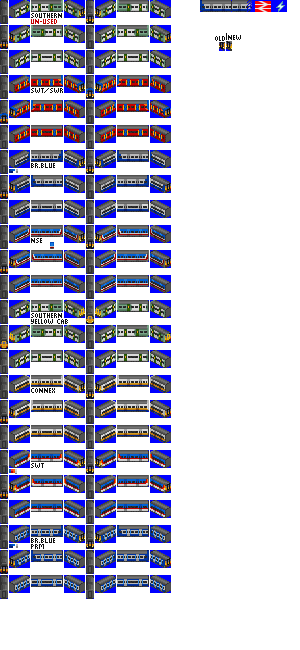 SOUTHERN
UN-USED
OLD/NEW
SWT/SWR
BR.BLUE
NSE
SOUTHERN
YELLOW CAB
CONNEX
SWT
BR.BLUE
PRM